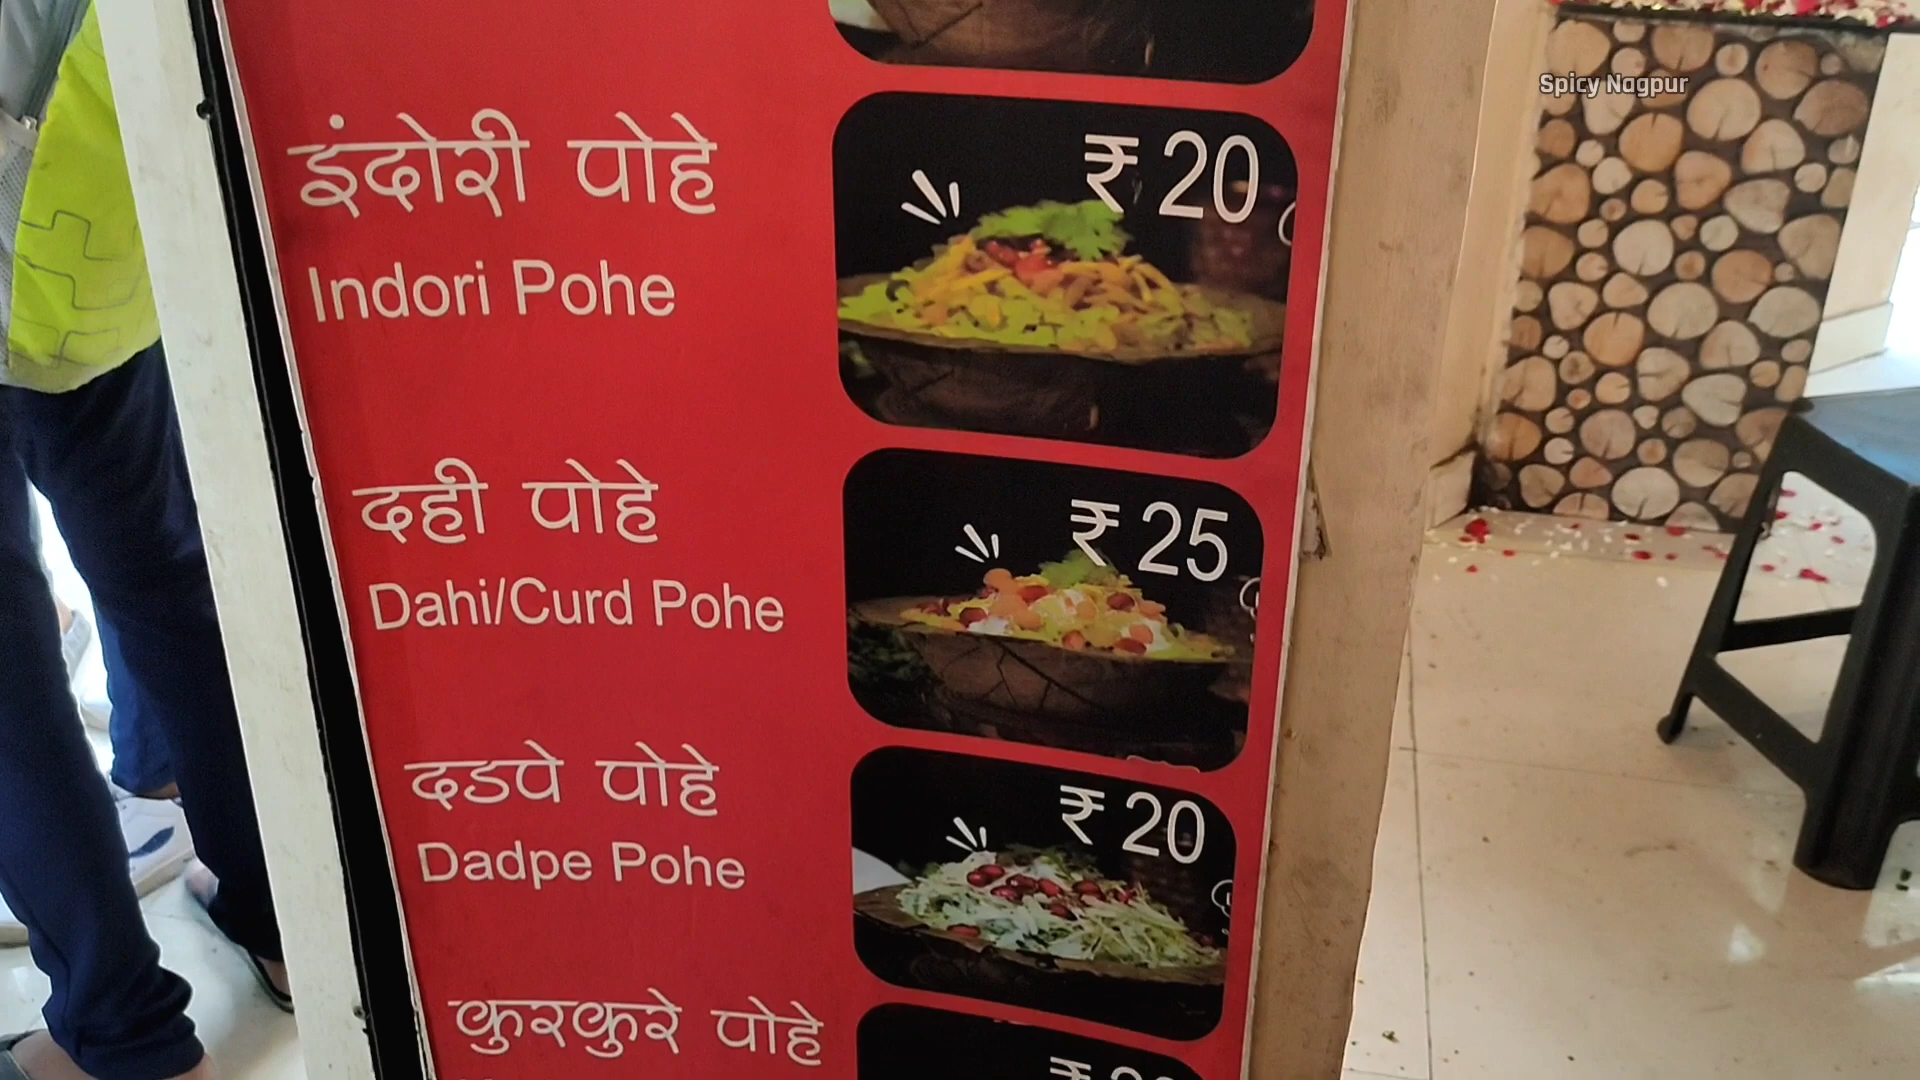 Spicy Nagpur
इंदोरी पोहे
₹ 20
Indori Pohe
दही पोहे
₹ 25
Dahi/Curd Pohe
दडपे पोहे
₹ 20
Dadpe Pohe
कुरकुरे पोहे